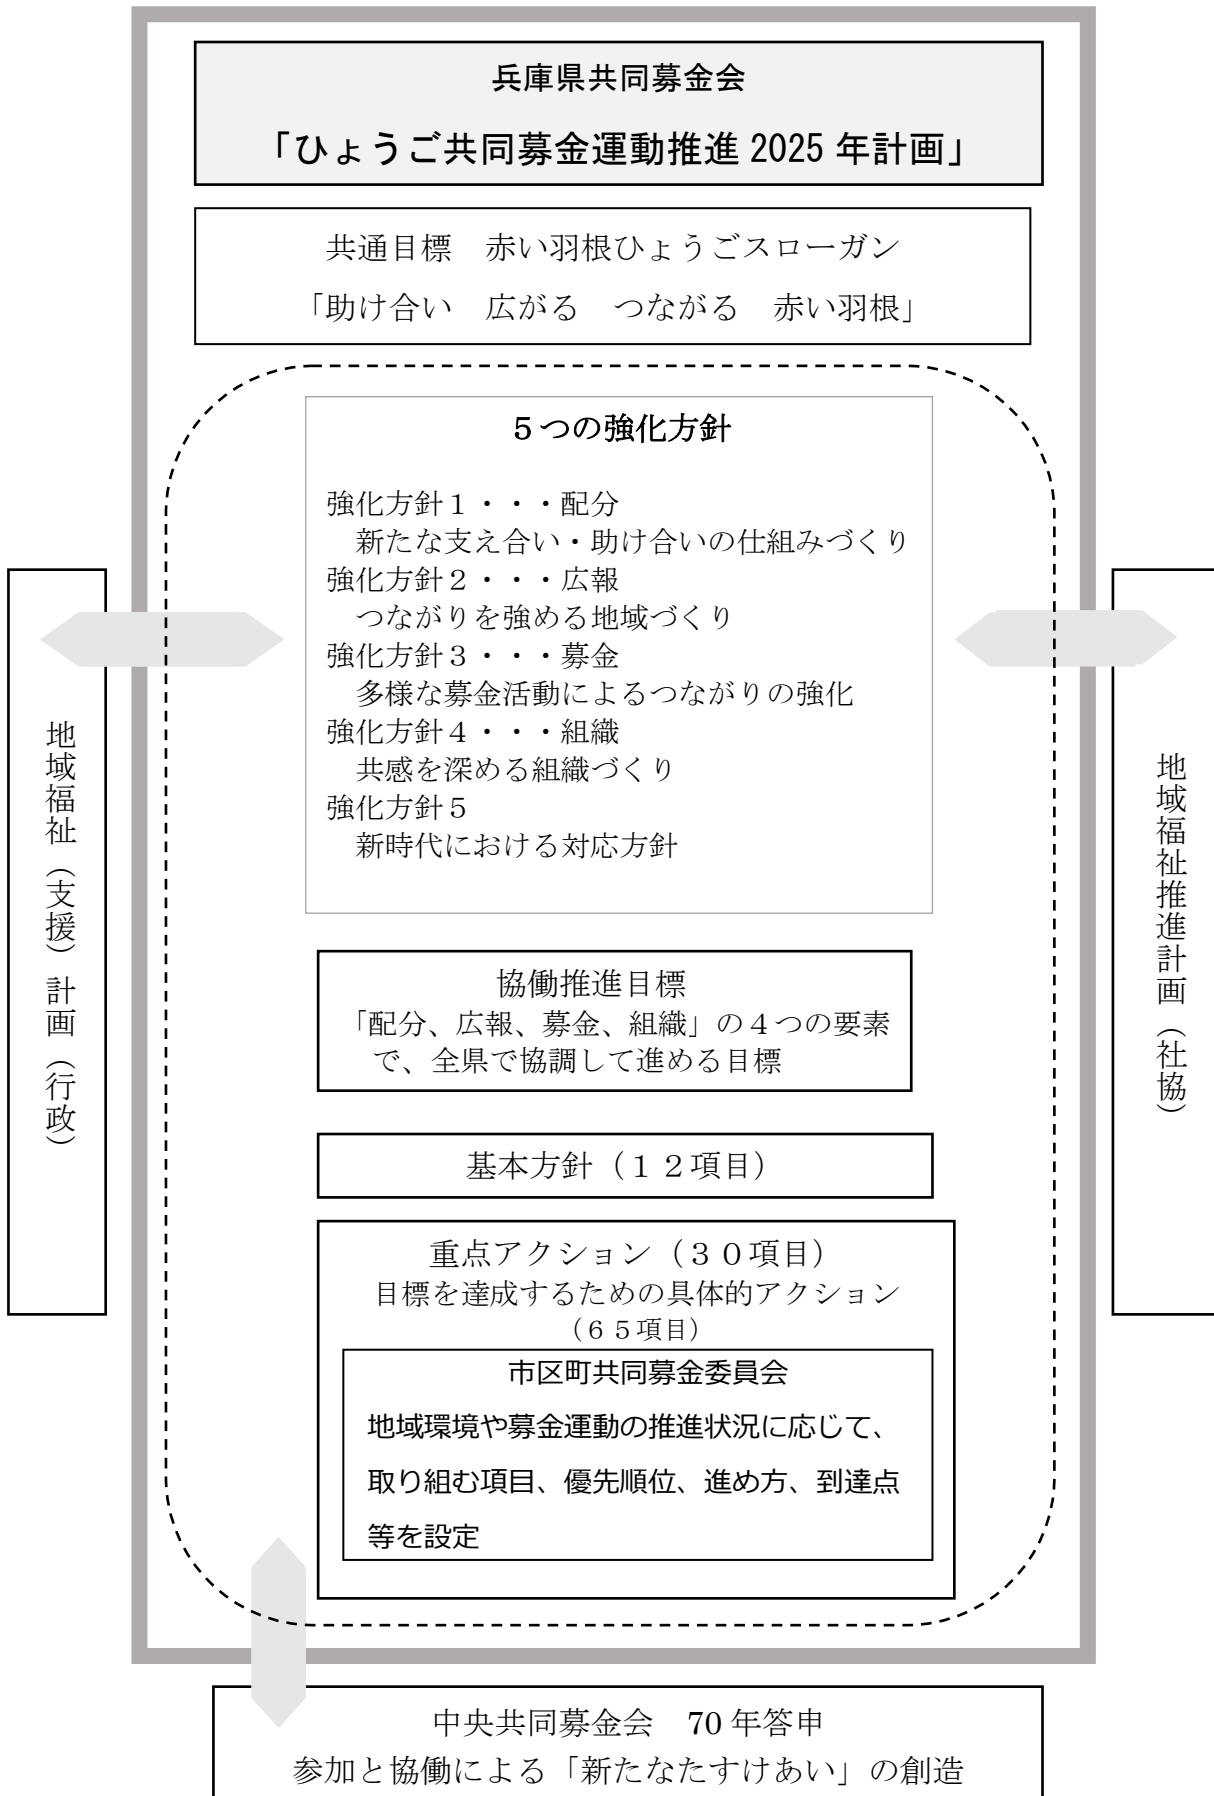 兵庫県共同募金会
「ひょうご共同募金運動推進 2025 年計画」
共通目標　赤い羽根ひょうごスローガン
「助け合い　広がる　つながる　赤い羽根」
５つの強化方針
強化方針１・・・配分
新たな支え合い・助け合いの仕組みづくり
強化方針２・・・広報
つながりを強める地域づくり
強化方針３・・・募金
多様な募金活動によるつながりの強化
強化方針４・・・組織
共感を深める組織づくり
強化方針５
新時代における対応方針
地域福祉（支援）計画（行政）
地域福祉推進計画（社協）
協働推進目標
「配分、広報、募金、組織」の４つの要素
で、全県で協調して進める目標
基本方針（１２項目）
重点アクション（３０項目）
目標を達成するための具体的アクション
（６５項目）
市区町共同募金委員会
地域環境や募金運動の推進状況に応じて、
取り組む項目、優先順位、進め方、到達点
等を設定
中央共同募金会　70 年答申
参加と協働による「新たなたすけあい」の創造